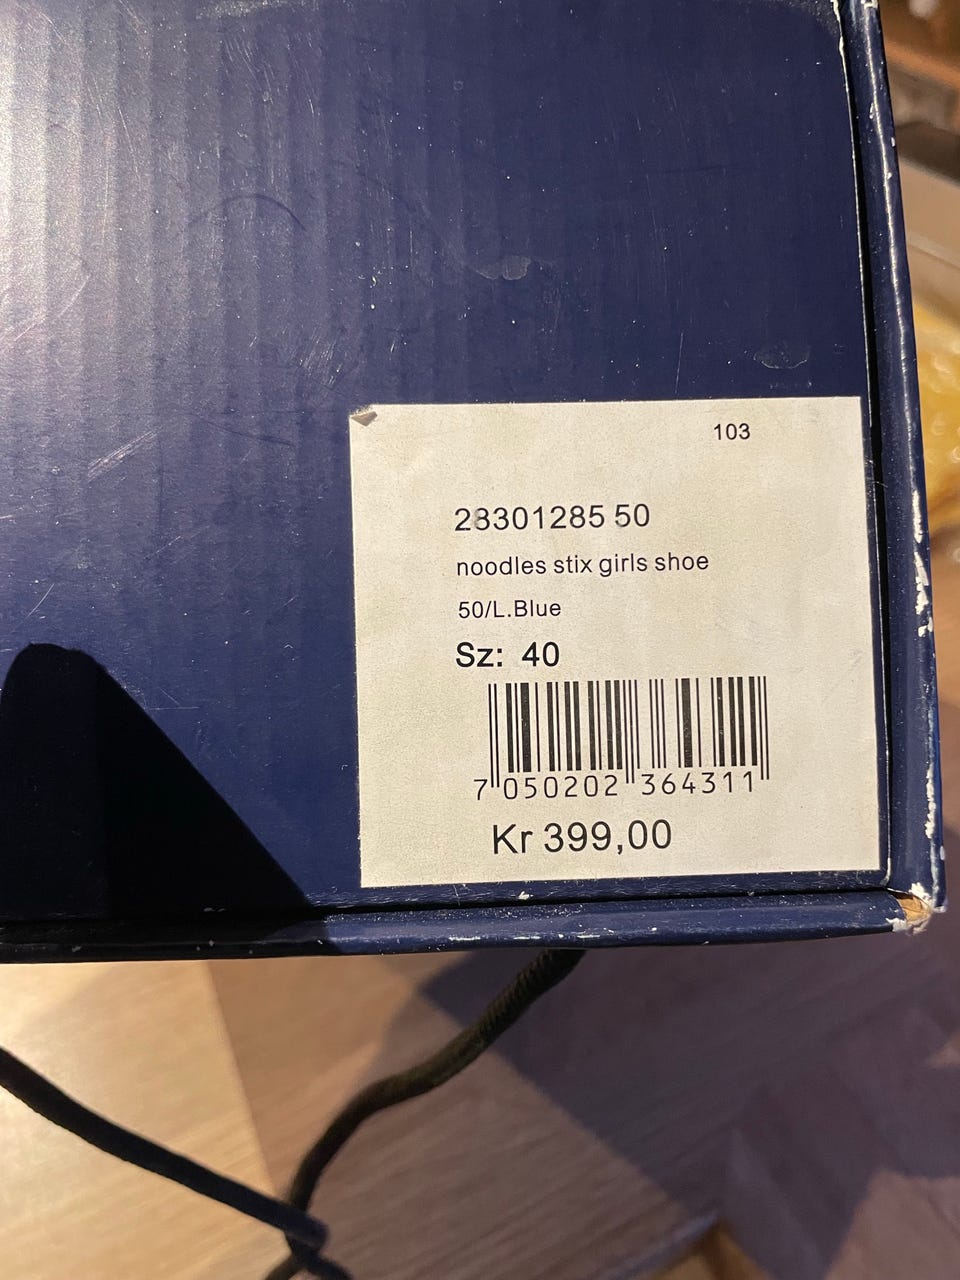 103
28301285 50
noodles stix girls shoe
50/L.Blue
Sz: 40
7 050202 364311
Kr 399,00